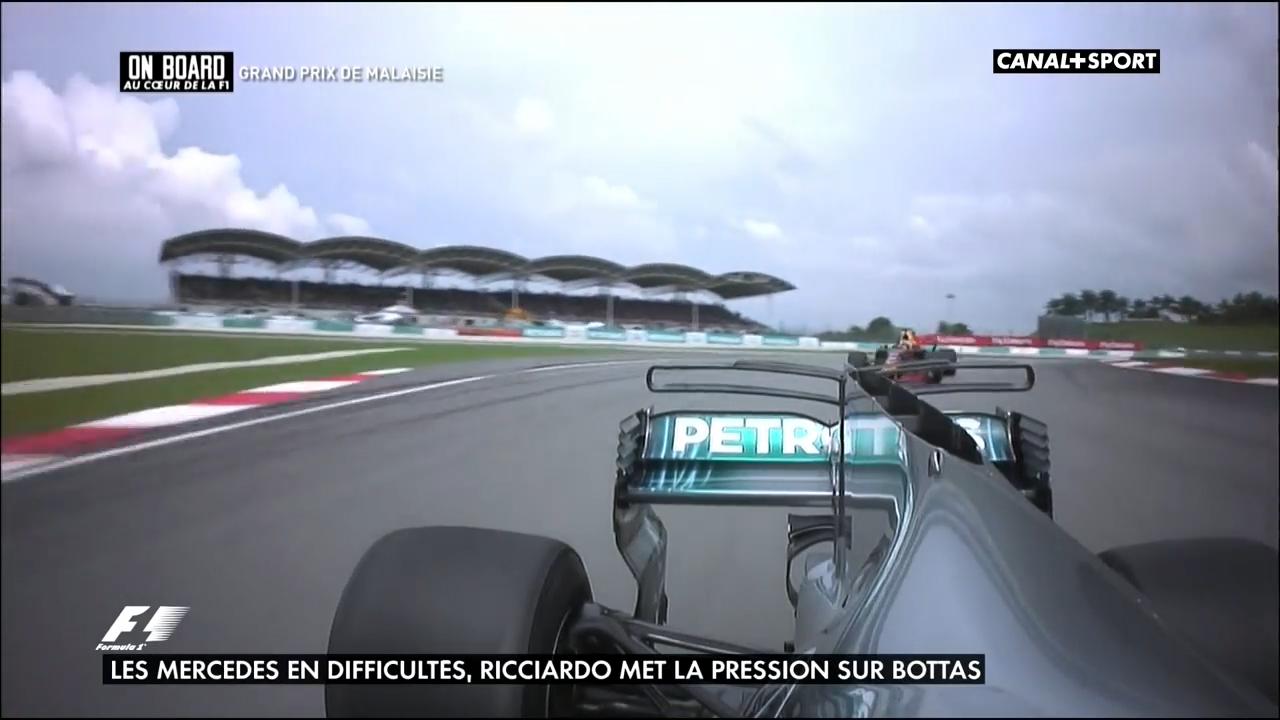 ON BOARD
AU CŒUR DE LA F1
GRAND PRIX DE MALAISIE
CANAL+SPORT
PETRONAS
F1
Formula 1
LES MERCEDES EN DIFFICULTES, RICCIARDO MET LA PRESSION SUR BOTTAS